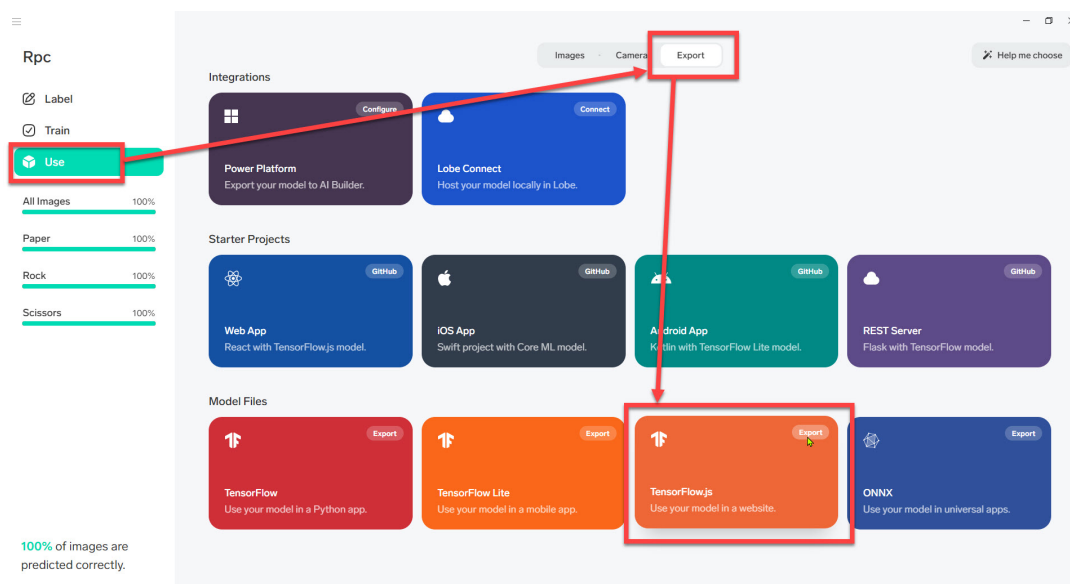 Rpc
Label
Train
Use
All Images 100%
Paper 100%
Rock 100%
Scissors 100%
100% of images are
predicted correctly.
Images · Camera Export
Help me choose
Integrations
Configure
Power Platform
Export your model to AI Builder.
Connect
Lobe Connect
Host your model locally in Lobe.
Starter Projects
GitHub
Web App
React with TensorFlow.js model.
GitHub
iOS App
Swift project with Core ML model.
GitHub
Android App
Kotlin with TensorFlow Lite model.
GitHub
REST Server
Flask with TensorFlow model.
Model Files
Export
TensorFlow
Use your model in a Python app.
Export
TensorFlow Lite
Use your model in a mobile app.
Export
TensorFlow.js
Use your model in a website.
Export
ONNX
Use your model in universal apps.